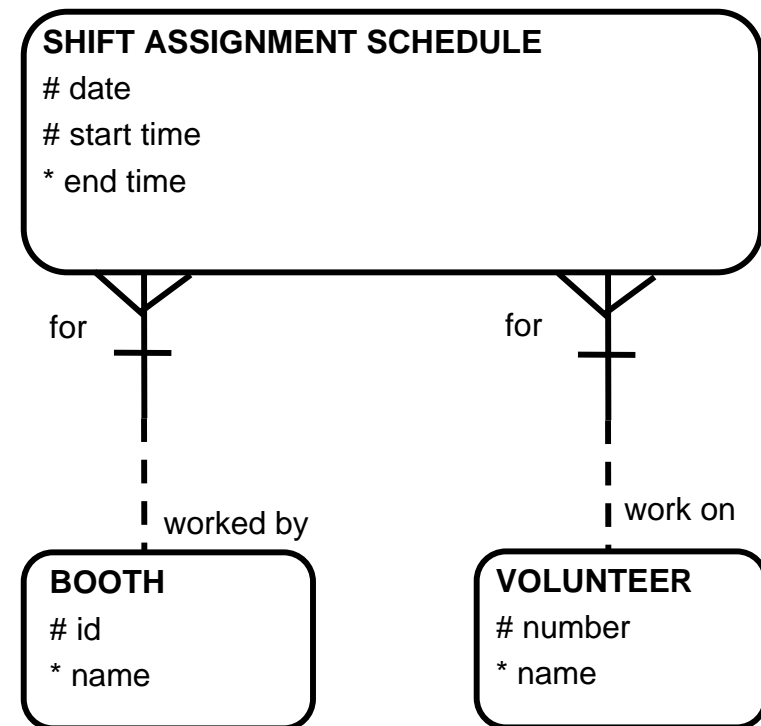 SHIFT ASSIGNMENT SCHEDULE
# date
# start time
* end time
for
for
worked by
work on
BOOTH
# id
* name
VOLUNTEER
# number
* name